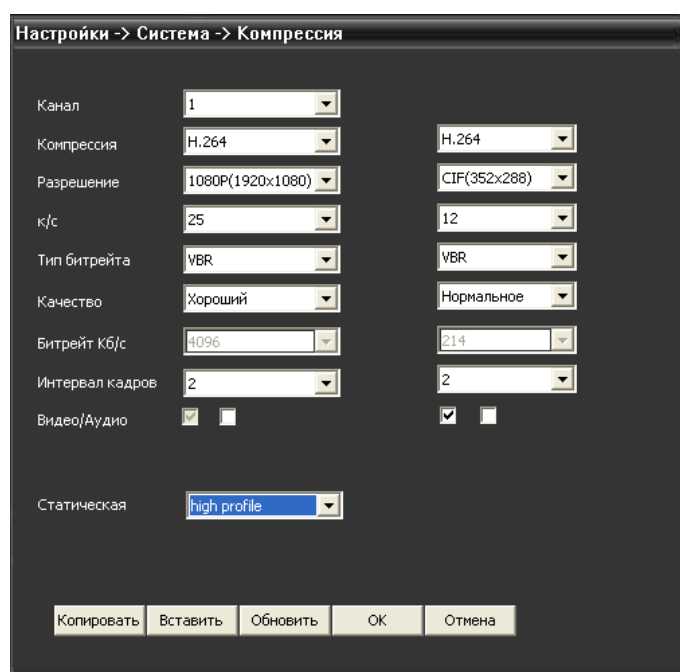 Настройки -> Система -> Компрессия
Канал 1
Компрессия H.264 H.264
Разрешение 1080P(1920x1080) CIF(352x288)
к/с 25 12
Тип битрейта VBR VBR
Качество Хороший Нормальное
Битрейт Кб/с 4096 214
Интервал кадров 2 2
Видео/Аудио
Статическая high profile
Копировать Вставить Обновить OK Отмена